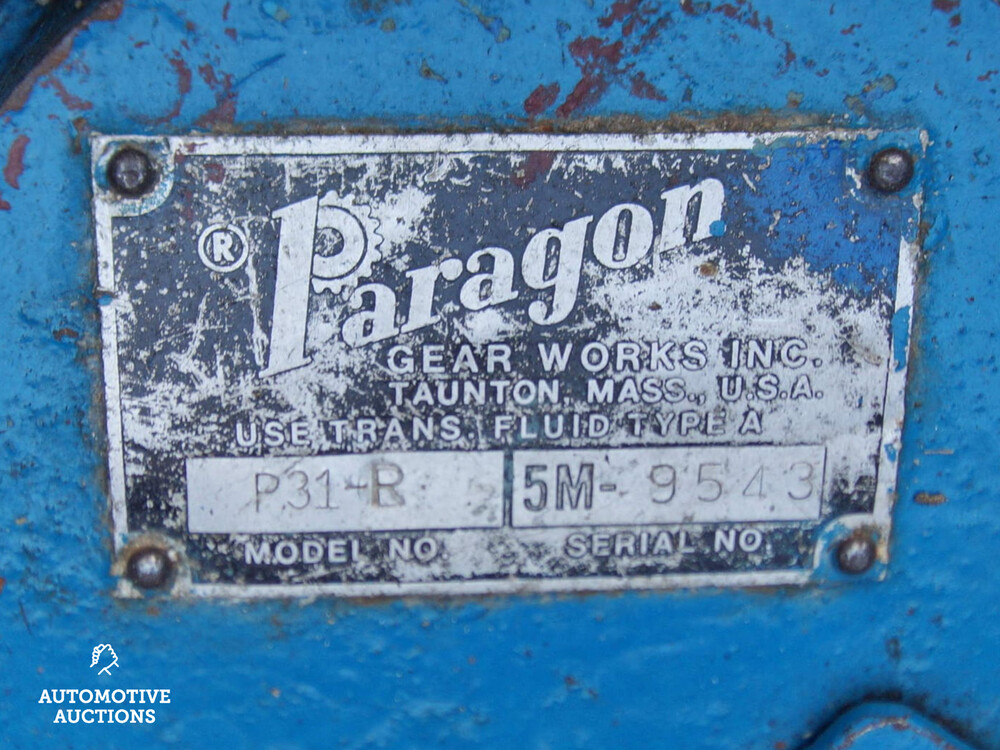 ® Paragon
GEAR WORKS INC.
TAUNTON, MASS., U.S.A.
USE TRANS. FLUID TYPE A
P31-R 5M-9543
MODEL NO. SERIAL NO.
AUTOMOTIVE
AUCTIONS